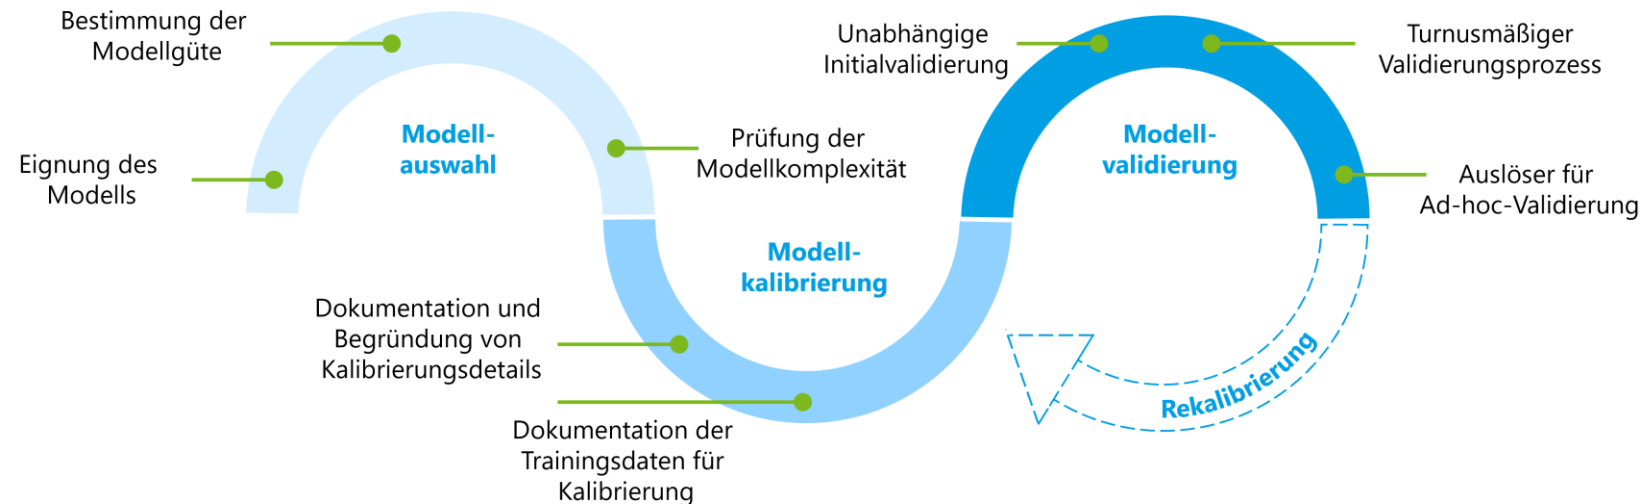 Bestimmung der
Modellgüte
Eignung des
Modells
Modell-
auswahl
Prüfung der
Modellkomplexität
Modell-
kalibrierung
Dokumentation und
Begründung von
Kalibrierungsdetails
Dokumentation der
Trainingsdaten für
Kalibrierung
Unabhängige
Initialvalidierung
Modell-
validierung
Turnusmäßiger
Validierungsprozess
Auslöser für
Ad-hoc-Validierung
Rekalibrierung